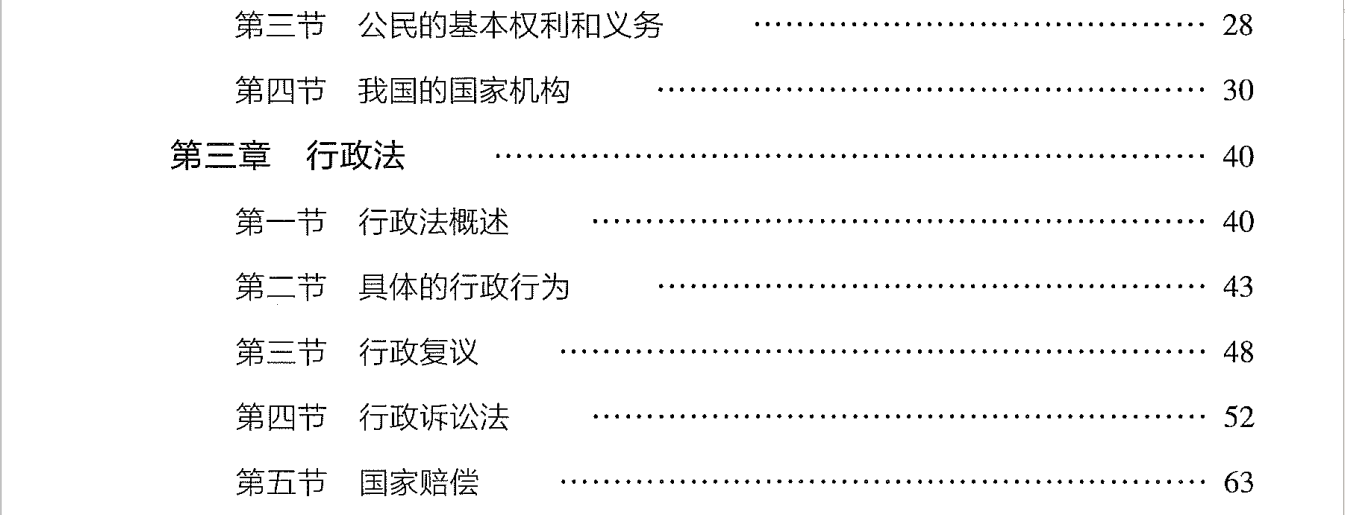 第三节 公民的基本权利和义务 ································ 28
第四节 我国的国家机构 ································ 30
第三章 行政法 ································ 40
第一节 行政法概述 ································ 40
第二节 具体的行政行为 ································ 43
第三节 行政复议 ································ 48
第四节 行政诉讼法 ································ 52
第五节 国家赔偿 ································ 63